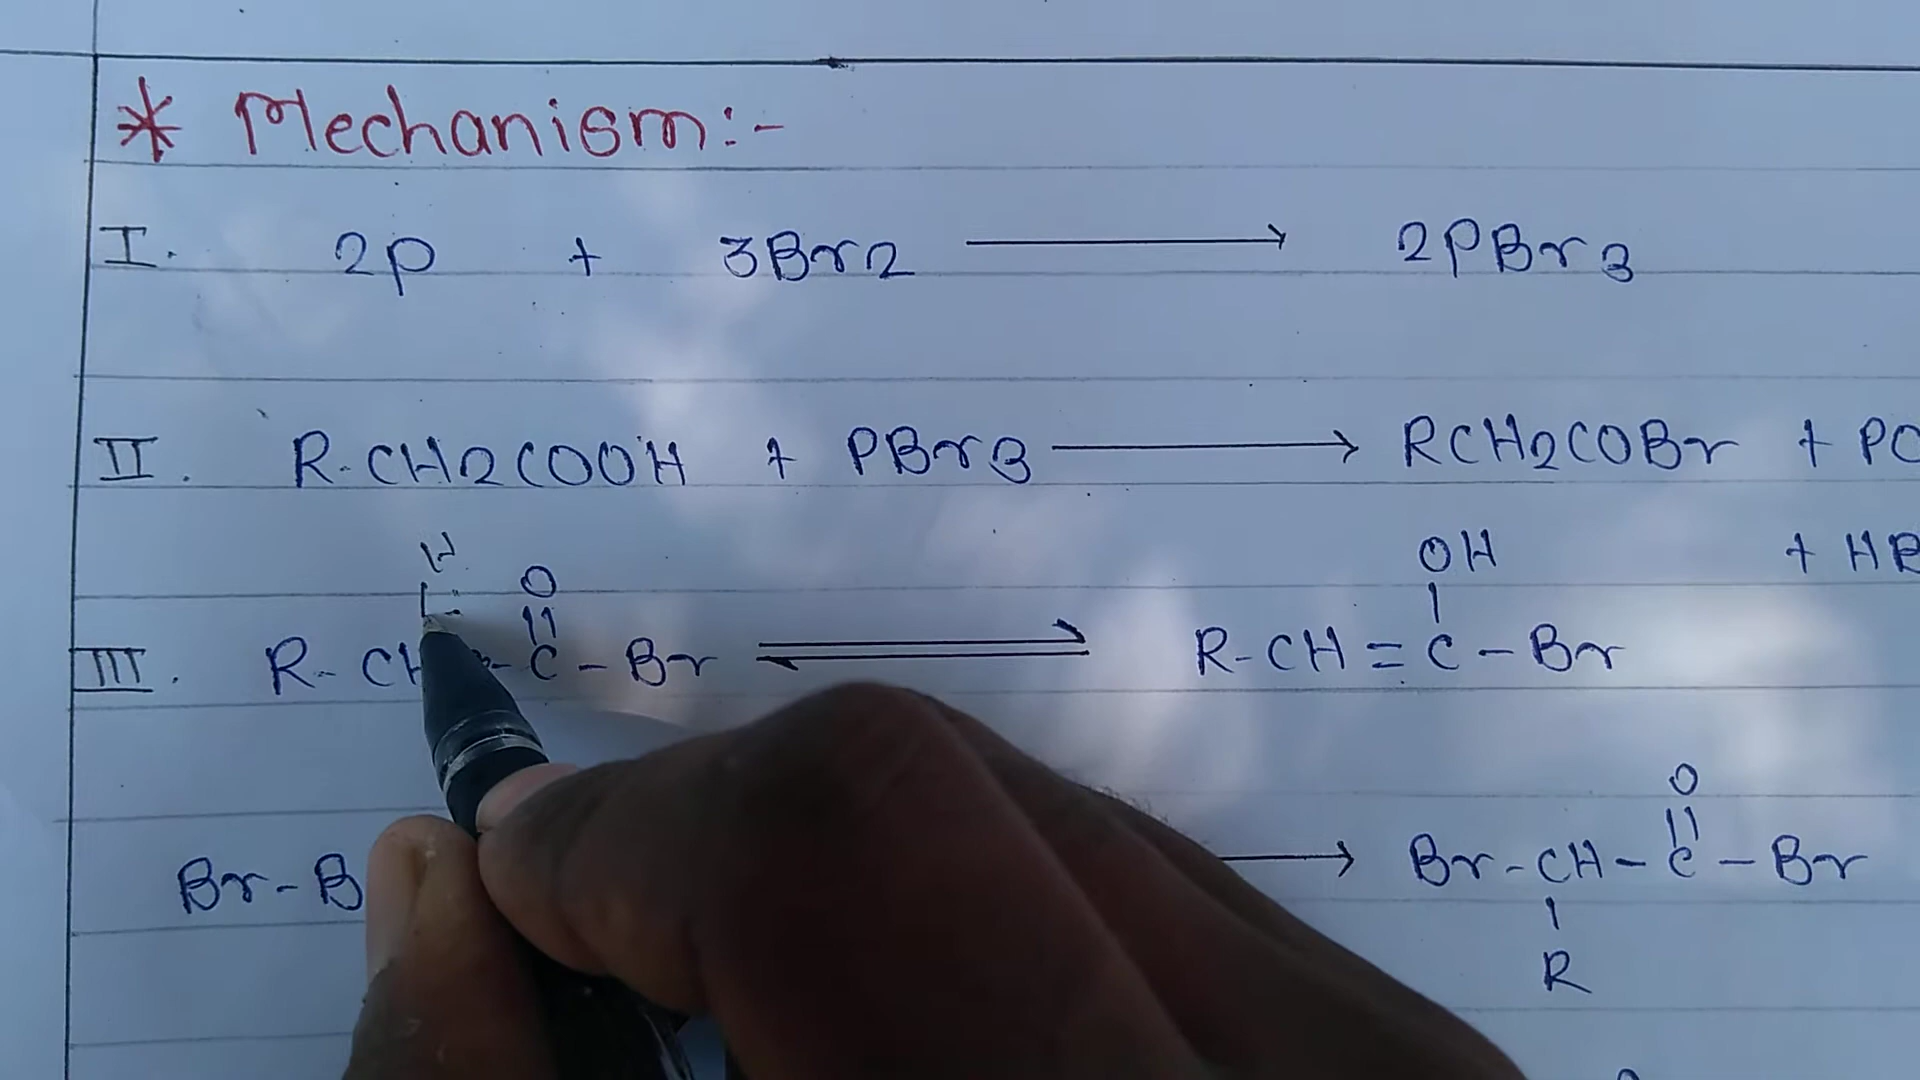 * Mechanism:-
I. 2P + 3Br2 ⟶ 2PBr3
II. R-CH2COOH + PBr3 ⟶ RCH2COBr + PO
H O OH + HB
|| |
III. R-CH - C - Br ⇌ R-CH = C - Br
O
||
Br-B ⟶ Br-CH-C-Br
|
R